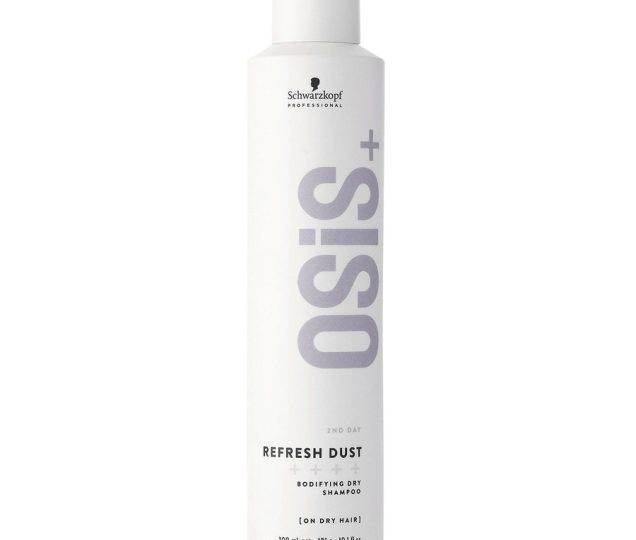 Schwarzkopf
PROFESSIONAL
OSiS+
2ND DAY
REFRESH DUST
++++
BODIFYING DRY
SHAMPOO
[ON DRY HAIR]